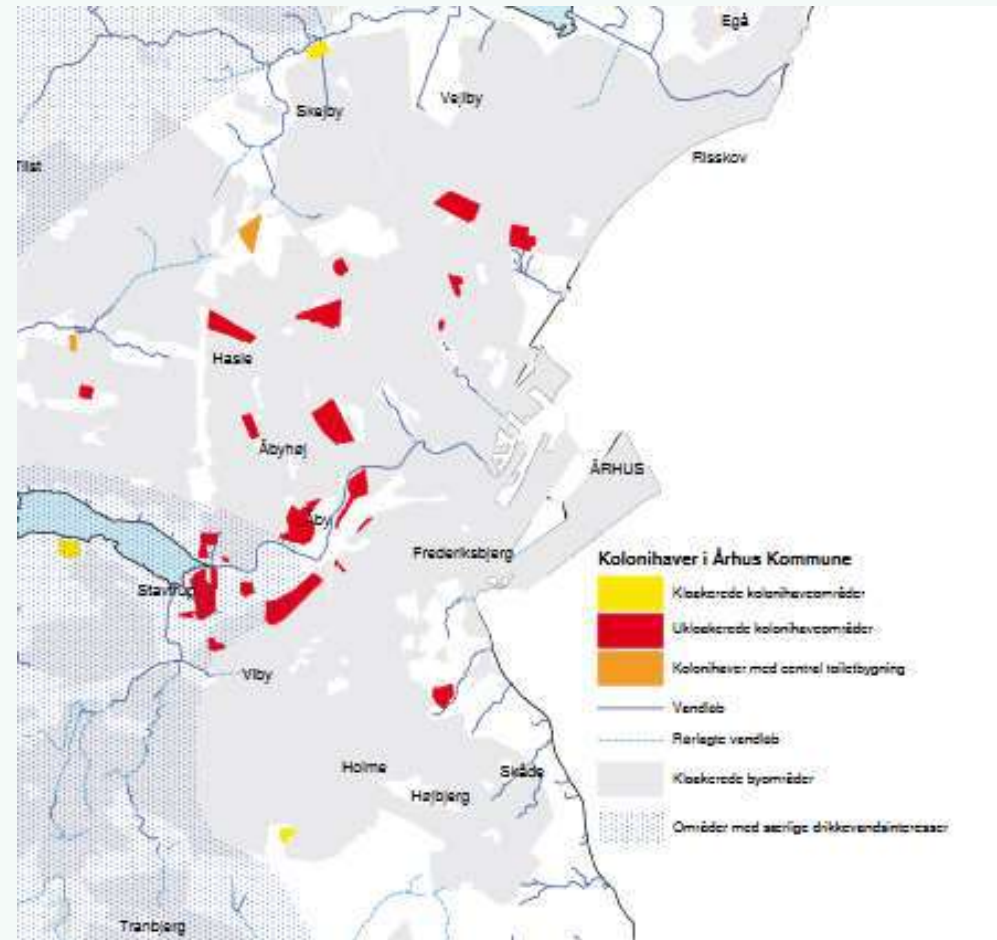 Egå
Skejby
Vejlby
Tilst
Risskov
Hasle
Åbyhøj
ÅRHUS
Åby
Frederiksbjerg
Stavtrup
Viby
Holme
Skåde
Højbjerg
Tranbjerg
Kolonihaver i Århus Kommune
Kloakerede kolonihaveområder
Ukloakerede kolonihaveområder
Kolonihaver med central toiletbygning
Vandløb
Rørlagte vandløb
Kloakerede byområder
Områder med særlige drikkevandsinteresser